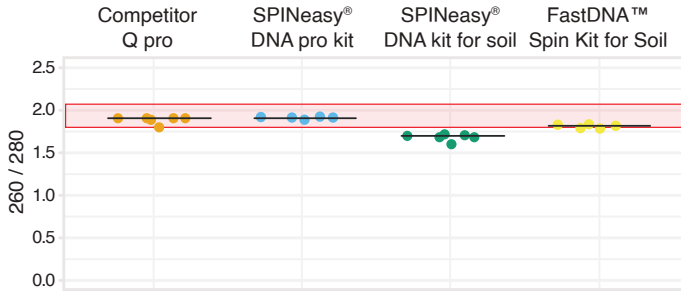 Competitor
Q pro
SPINeasy®
DNA pro kit
SPINeasy®
DNA kit for soil
FastDNA™
Spin Kit for Soil
260 / 280
2.5
2.0
1.5
1.0
0.5
0.0